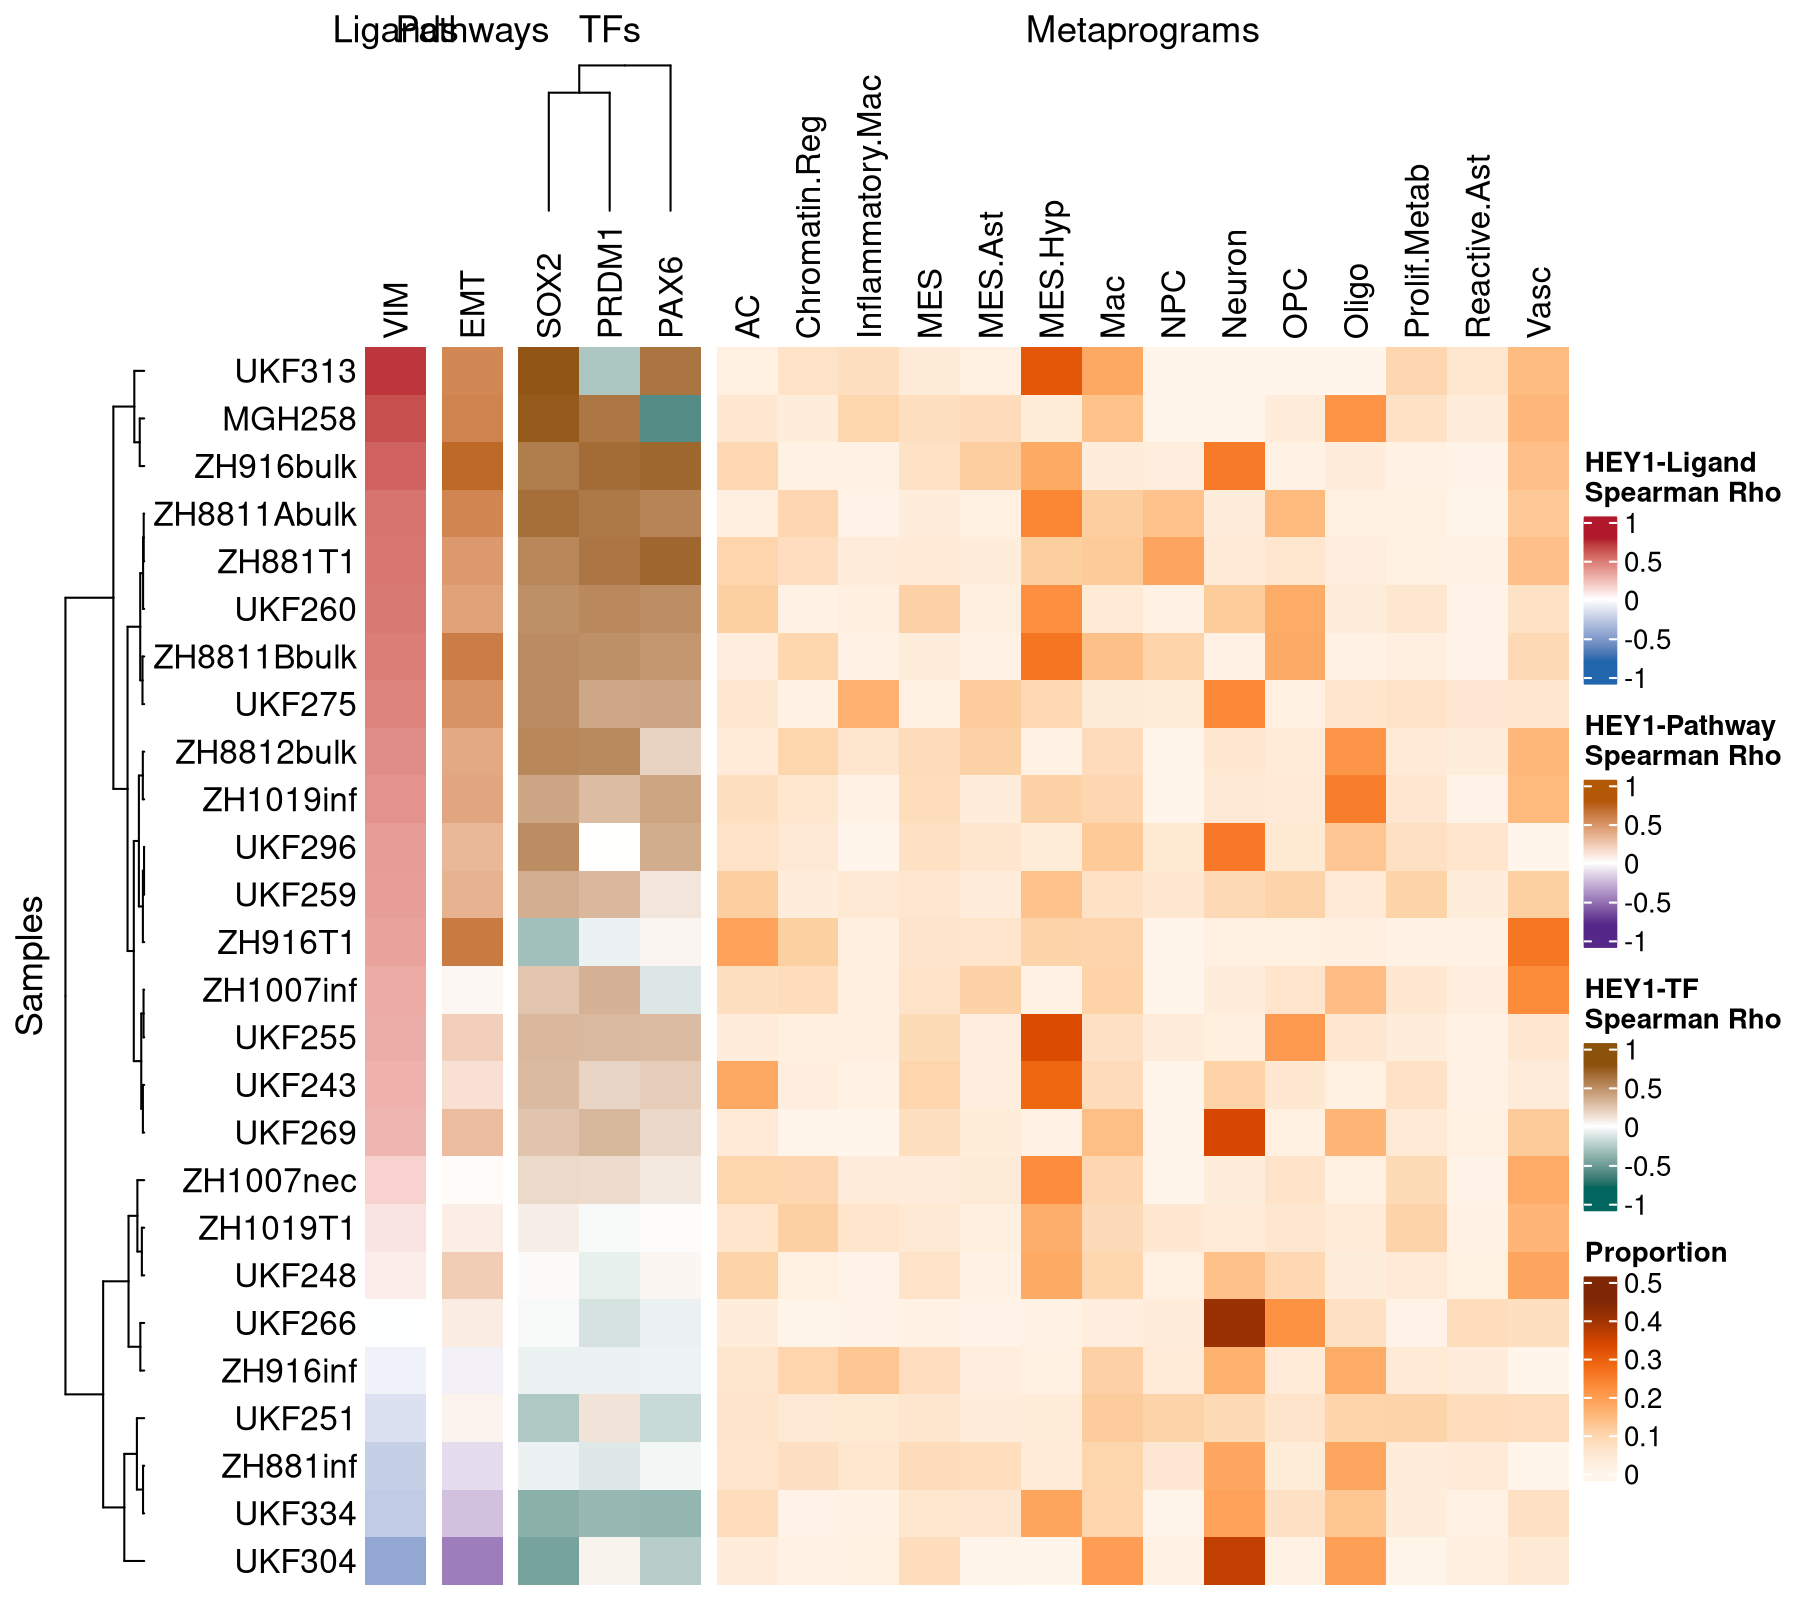 Ligands
Pathways
TFs
Metaprograms
VIM
EMT
SOX2
PRDM1
PAX6
AC
Chromatin.Reg
Inflammatory.Mac
MES
MES.Ast
MES.Hyp
Mac
NPC
Neuron
OPC
Oligo
Prolif.Metab
Reactive.Ast
Vasc
Samples
UKF313
MGH258
ZH916bulk
ZH8811Abulk
ZH881T1
UKF260
ZH8811Bbulk
UKF275
ZH8812bulk
ZH1019inf
UKF296
UKF259
ZH916T1
ZH1007inf
UKF255
UKF243
UKF269
ZH1007nec
ZH1019T1
UKF248
UKF266
ZH916inf
UKF251
ZH881inf
UKF334
UKF304
HEY1-Ligand
Spearman Rho
1
0.5
0
-0.5
-1
HEY1-Pathway
Spearman Rho
1
0.5
0
-0.5
-1
HEY1-TF
Spearman Rho
1
0.5
0
-0.5
-1
Proportion
0.5
0.4
0.3
0.2
0.1
0